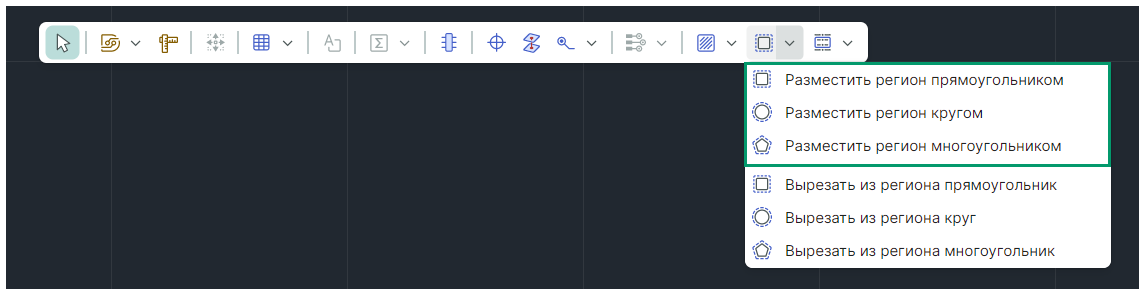 Разместить регион прямоугольником
Разместить регион кругом
Разместить регион многоугольником
Вырезать из региона прямоугольник
Вырезать из региона круг
Вырезать из региона многоугольник